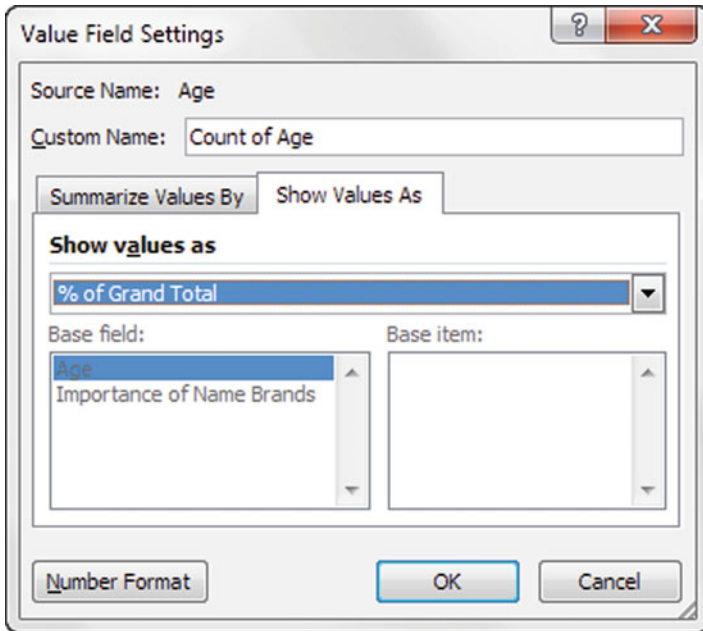 Value Field Settings
?
Source Name: Age
Custom Name: Count of Age
Summarize Values By Show Values As
Show values as
% of Grand Total
Base field: Base item:
Age
Importance of Name Brands
Number Format OK Cancel